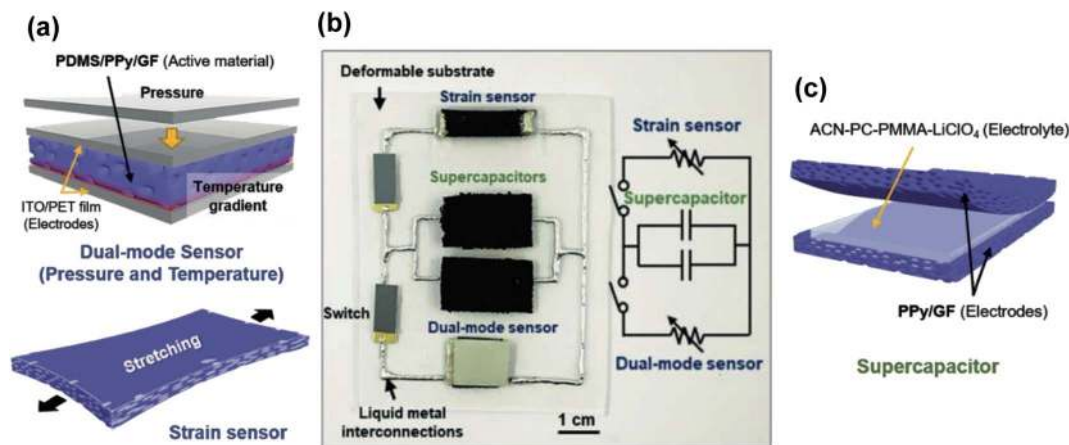 (a)
PDMS/PPy/GF (Active material)
Pressure
Temperature
gradient
ITO/PET film
(Electrodes)
Dual-mode Sensor
(Pressure and Temperature)
Stretching
Strain sensor
(b)
Deformable substrate
Strain sensor
Supercapacitors
Switch
Dual-mode sensor
Liquid metal
interconnections
1 cm
Strain sensor
Supercapacitor
Dual-mode sensor
(c)
ACN-PC-PMMA-LiClO₄ (Electrolyte)
PPy/GF (Electrodes)
Supercapacitor